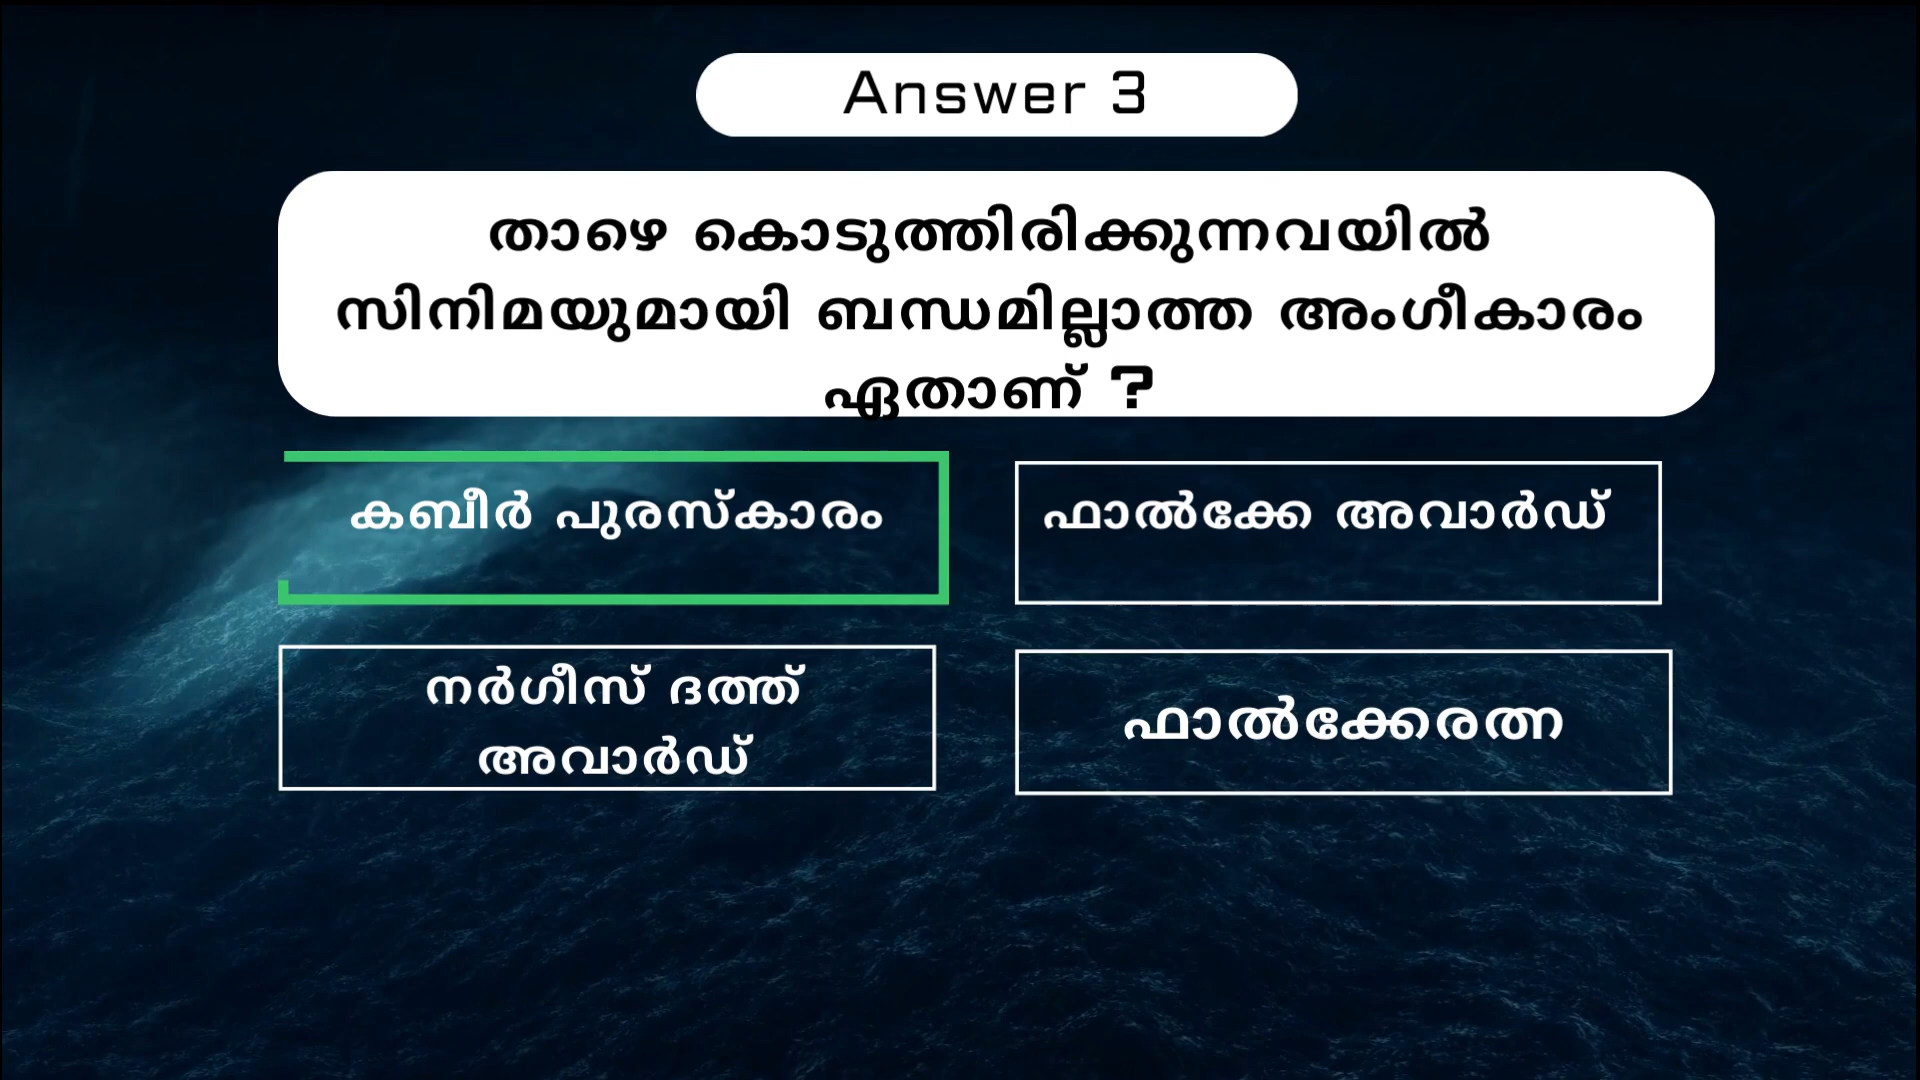 Answer 3
താഴെ കൊടുത്തിരിക്കുന്നവയിൽ
സിനിമയുമായി ബന്ധമില്ലാത്ത അംഗീകാരം
ഏതാണ് ?
കബീർ പുരസ്കാരം
ഫാൽക്കേ അവാർഡ്
നർഗീസ് ദത്ത്
അവാർഡ്
ഫാൽക്കേരത്ന